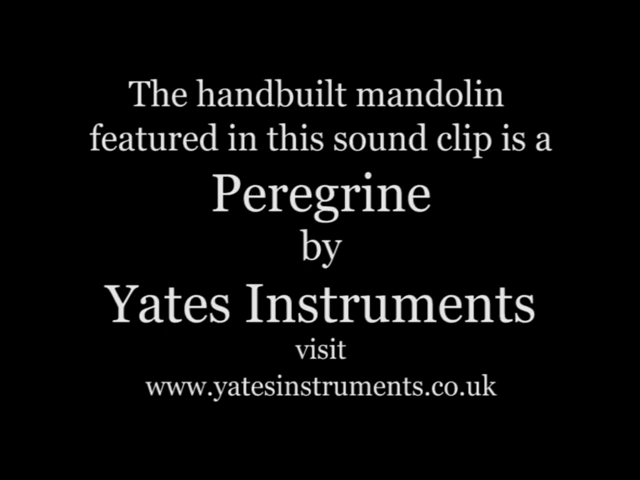 The handbuilt mandolin
featured in this sound clip is a
Peregrine
by
Yates Instruments
visit
www.yatesinstruments.co.uk